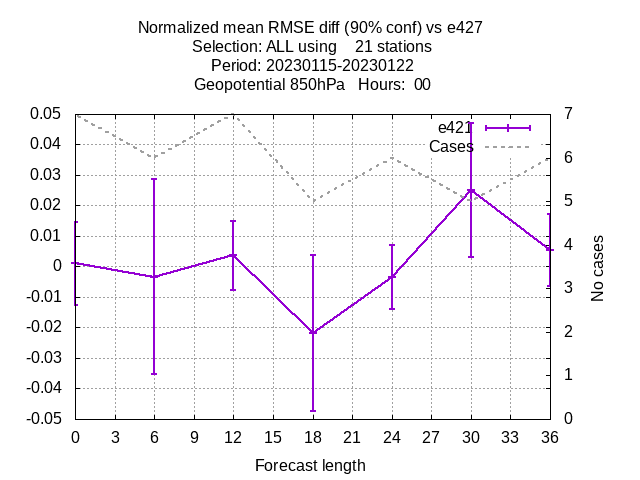 Normalized mean RMSE diff (90% conf) vs e427
Selection: ALL using    21 stations
Period: 20230115-20230122
Geopotential 850hPa   Hours:  00
0.05
0.04
0.03
0.02
0.01
0
-0.01
-0.02
-0.03
-0.04
-0.05
e421
Cases
7
6
5
4
3
2
1
0
No cases
0 3 6 9 12 15 18 21 24 27 30 33 36
Forecast length